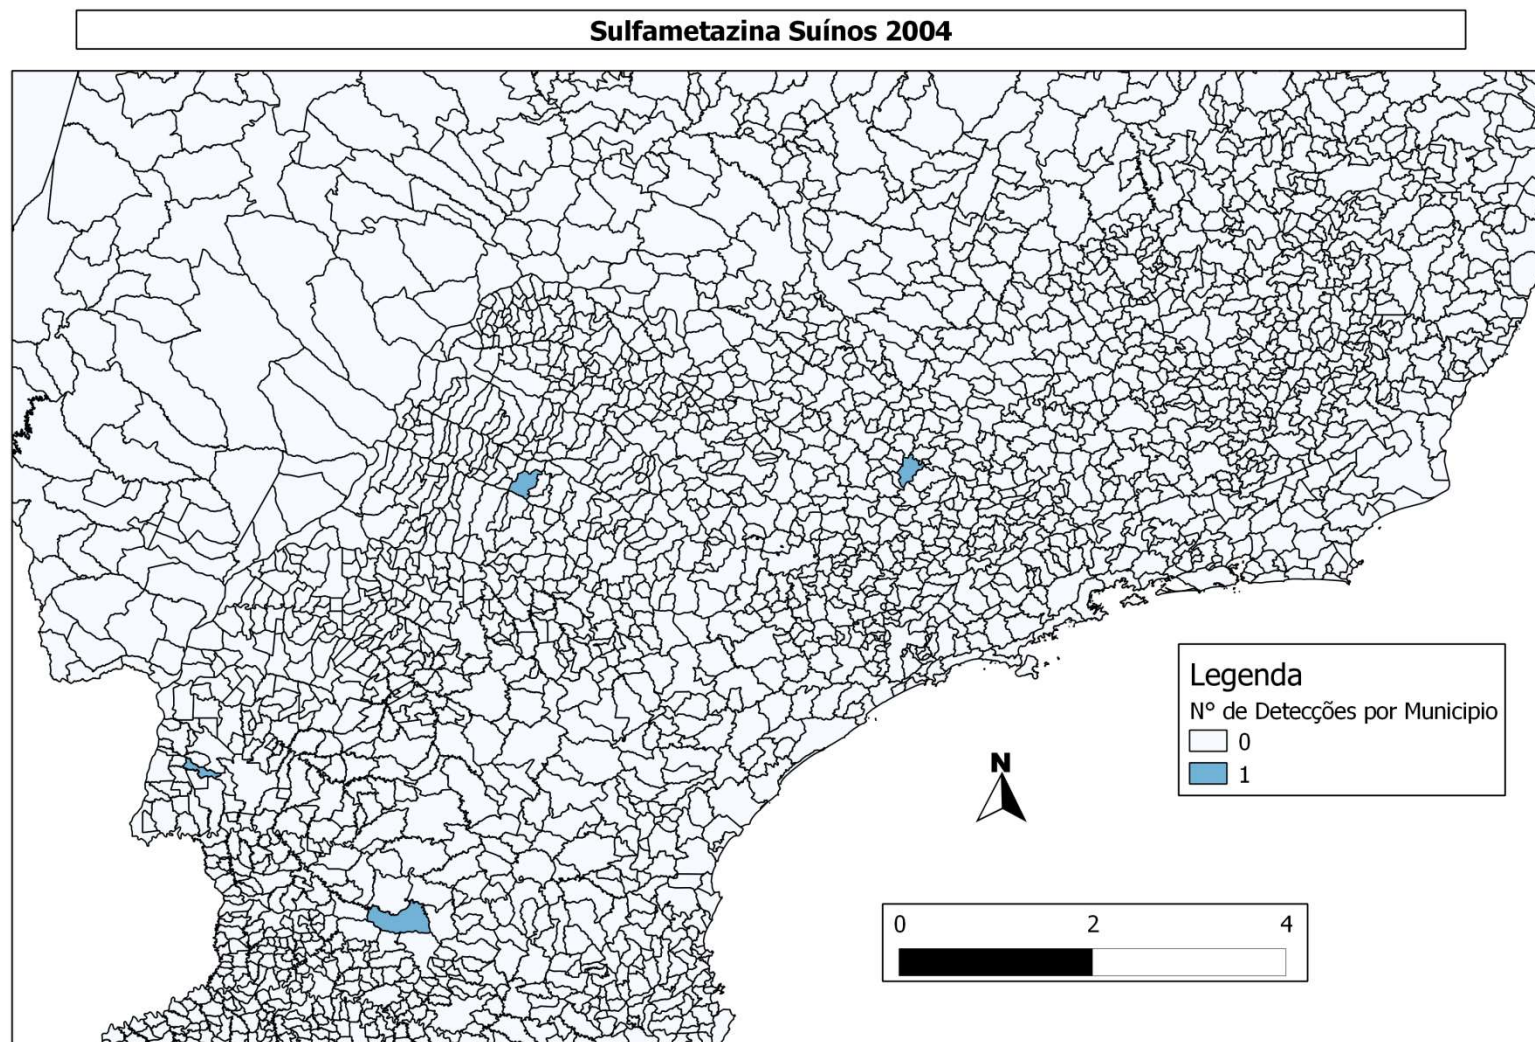 Sulfametazina Suínos 2004
Legenda
N° de Detecções por Municipio
0
1
N
0 2 4